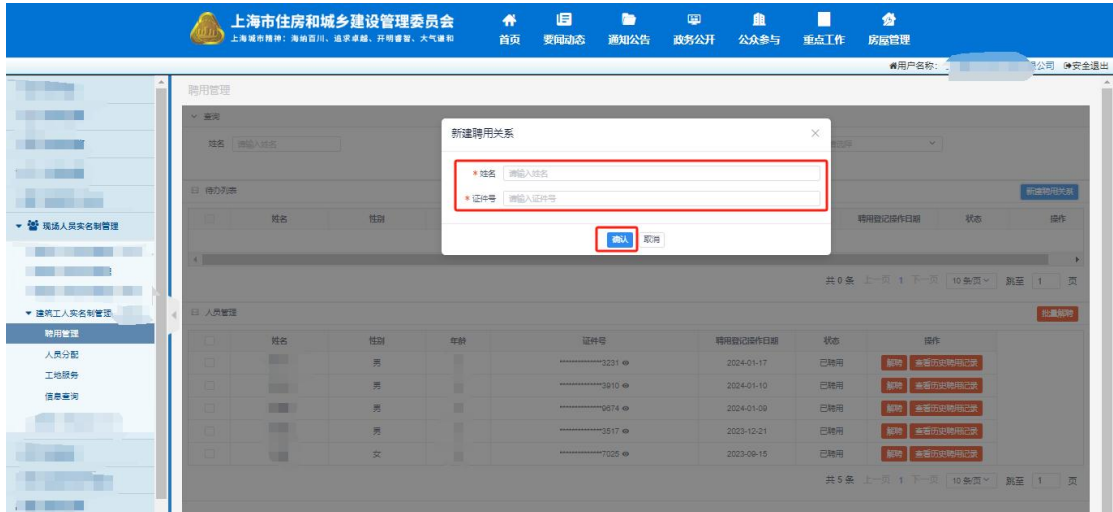 上海市住房和城乡建设管理委员会
上海城市精神：海纳百川、追求卓越、开明睿智、大气谦和
首页 要闻动态 通知公告 政务公开 公众参与 重点工作 房屋管理
用户名称： 公司 安全退出
聘用管理
查询
姓名 请输入姓名
待办列表 新建聘用关系
姓名 性别 聘用登记操作日期 状态 操作
共 0 条 上一页 1 下一页 10 条/页 跳至 1 页
人员管理 批量解聘
姓名 性别 年龄 证件号 聘用登记操作日期 状态 操作
男 **************3231 2024-01-17 已聘用 解聘 查看历史聘用记录
男 **************3910 2024-01-10 已聘用 解聘 查看历史聘用记录
男 **************9674 2024-01-09 已聘用 解聘 查看历史聘用记录
男 **************3517 2023-12-21 已聘用 解聘 查看历史聘用记录
女 **************7025 2023-09-15 已聘用 解聘 查看历史聘用记录
共 5 条 上一页 1 下一页 10 条/页 跳至 1 页
新建聘用关系
* 姓名 请输入姓名
* 证件号 请输入证件号
确认 取消
现场人员实名制管理
建筑工人实名制管理
聘用管理
人员分配
工地服务
信息查询